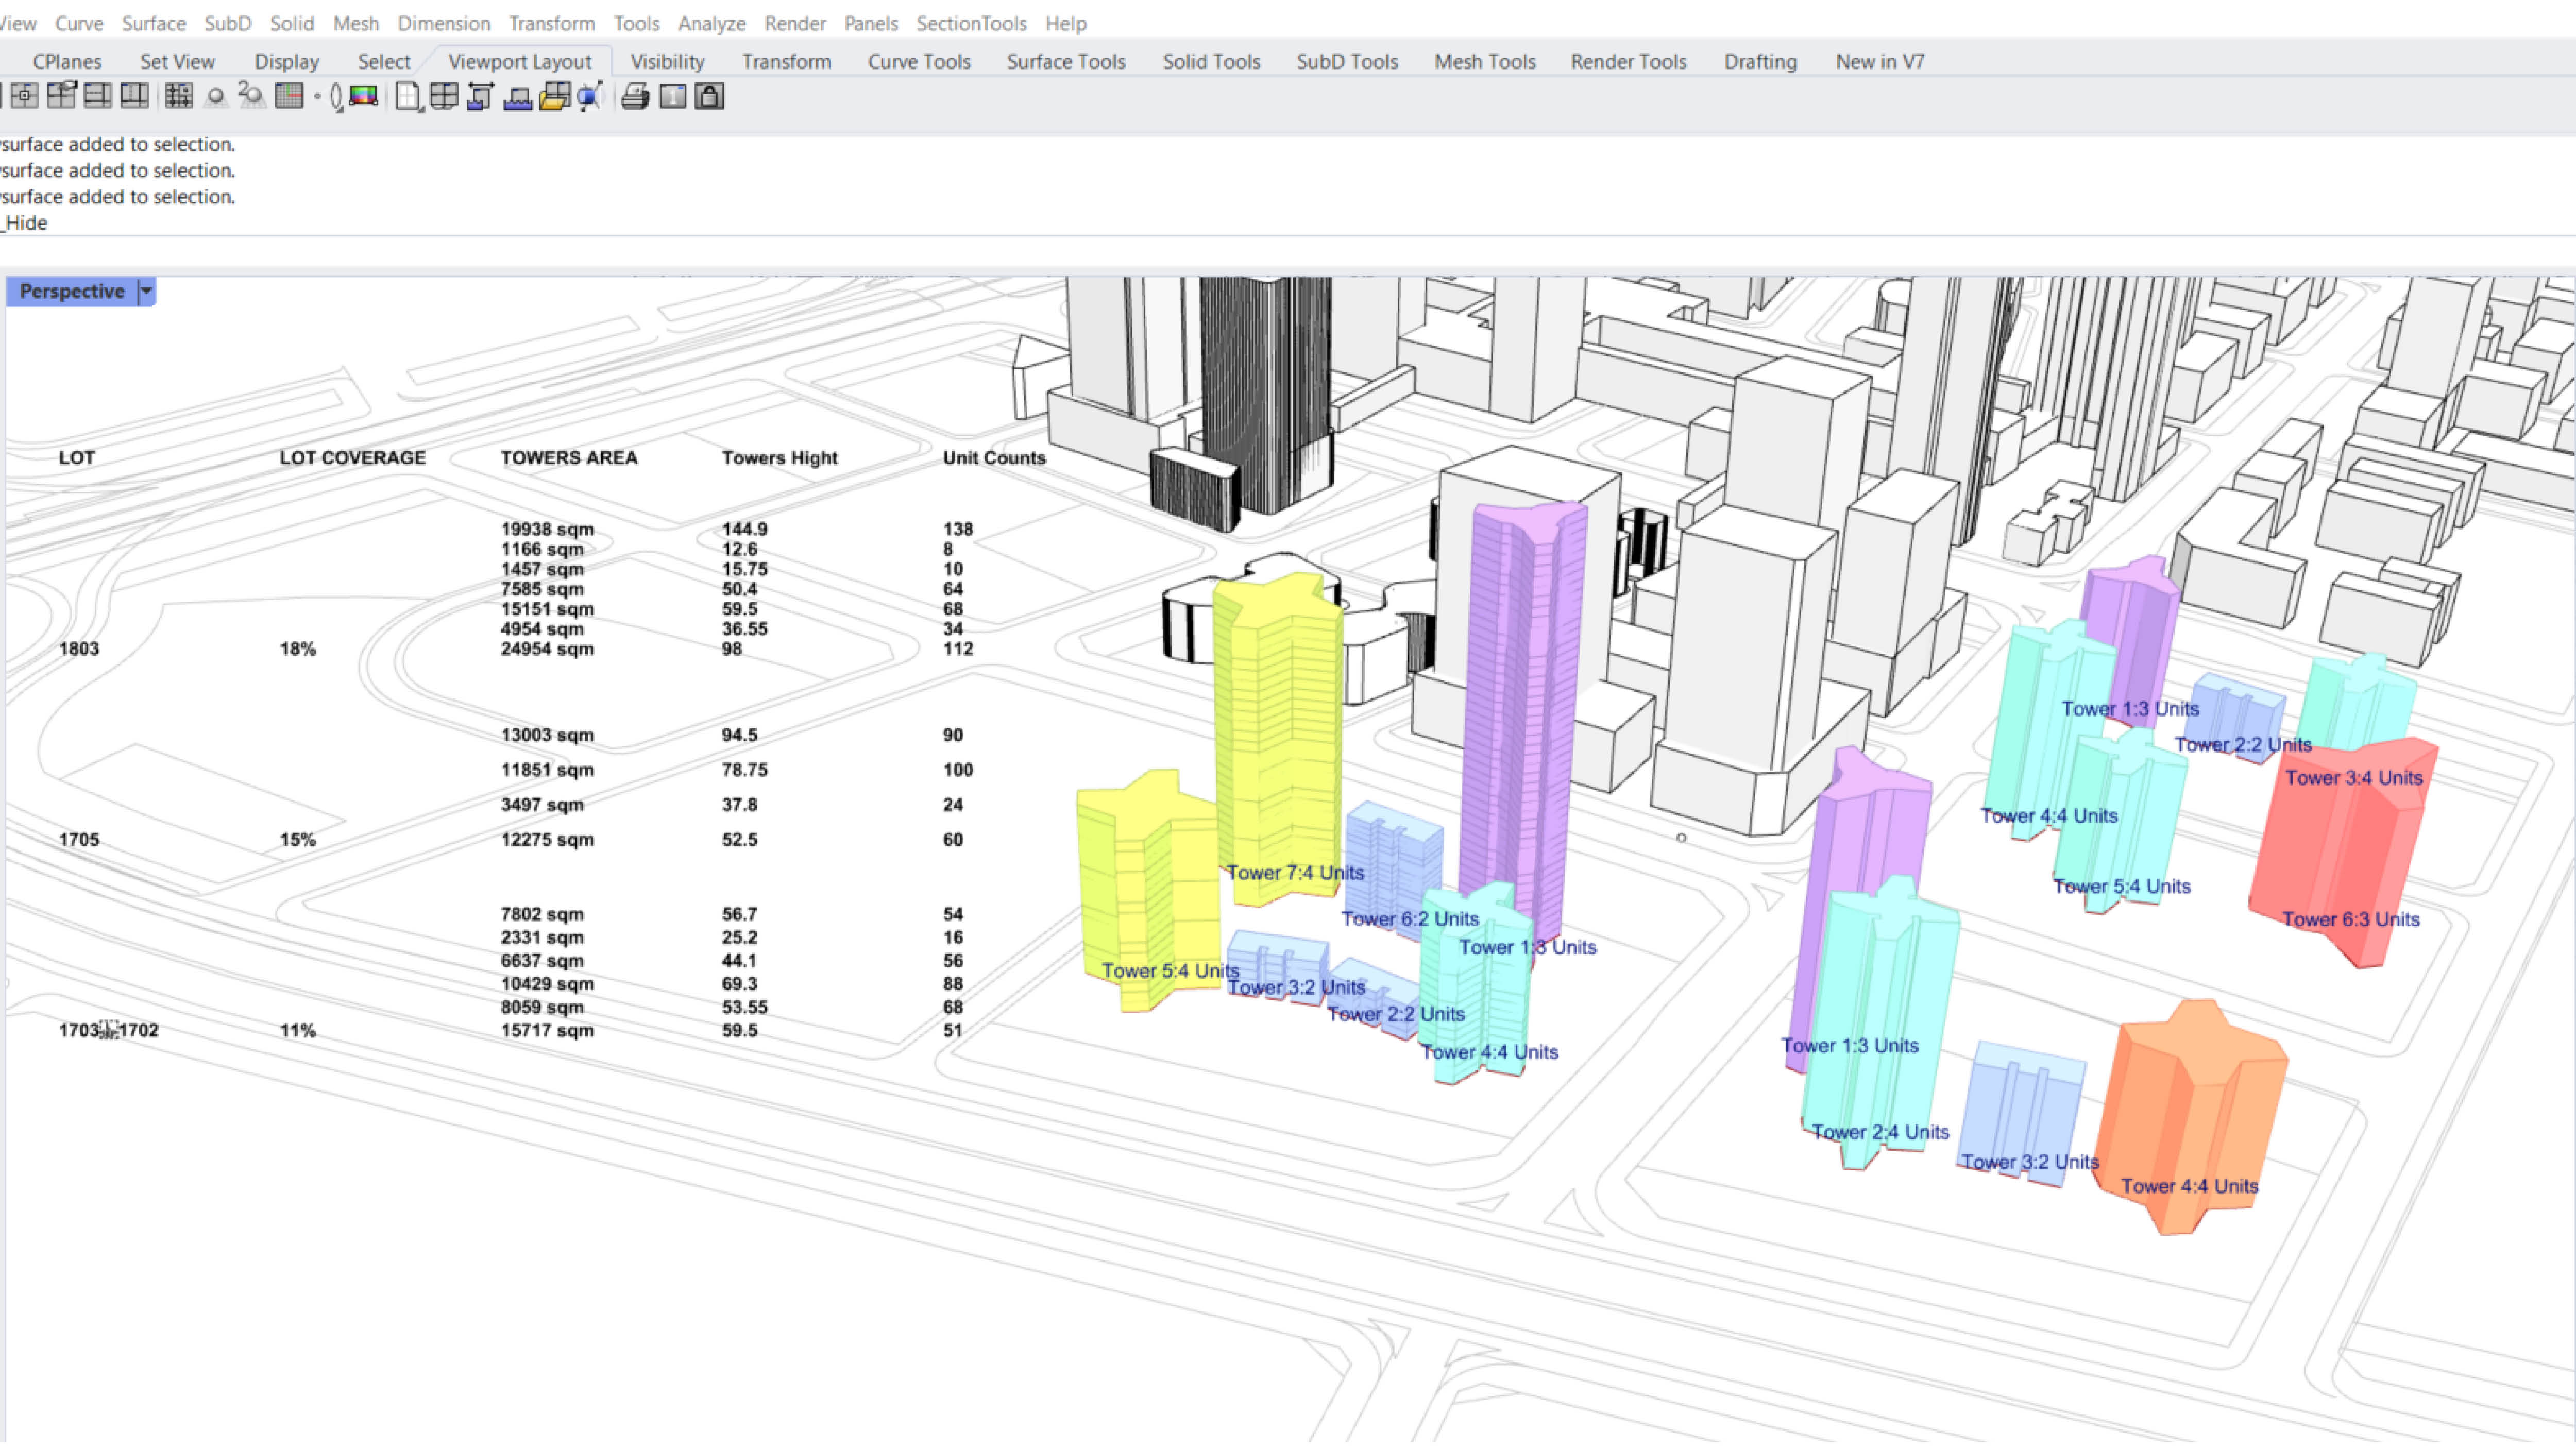 View Curve Surface SubD Solid Mesh Dimension Transform Tools Analyze Render Panels SectionTools Help
CPlanes Set View Display Select Viewport Layout Visibility Transform Curve Tools Surface Tools Solid Tools SubD Tools Mesh Tools Render Tools Drafting New in V7
surface added to selection.
surface added to selection.
surface added to selection.
_Hide
Perspective
LOT LOT COVERAGE TOWERS AREA Towers Hight Unit Counts
19938 sqm 144.9 138
1166 sqm 12.6 8
1457 sqm 15.75 10
7585 sqm 50.4 64
15151 sqm 59.5 68
4954 sqm 36.55 34
1803 18% 24954 sqm 98 112
13003 sqm 94.5 90
11851 sqm 78.75 100
3497 sqm 37.8 24
1705 15% 12275 sqm 52.5 60
7802 sqm 56.7 54
2331 sqm 25.2 16
6637 sqm 44.1 56
10429 sqm 69.3 88
8059 sqm 53.55 68
1703 1702 11% 15717 sqm 59.5 51
Tower 7:4 Units
Tower 6:2 Units
Tower 1:3 Units
Tower 5:4 Units
Tower 3:2 Units
Tower 2:2 Units
Tower 4:4 Units
Tower 1:3 Units
Tower 2:4 Units
Tower 3:2 Units
Tower 4:4 Units
Tower 1:3 Units
Tower 2:2 Units
Tower 3:4 Units
Tower 4:4 Units
Tower 5:4 Units
Tower 6:3 Units